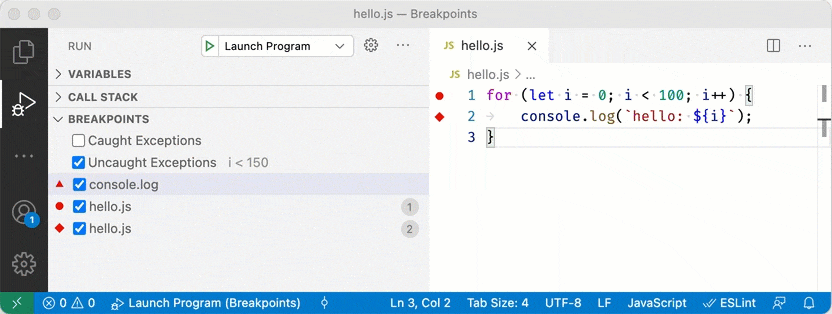 hello.js — Breakpoints
RUN
Launch Program
VARIABLES
CALL STACK
BREAKPOINTS
Caught Exceptions
Uncaught Exceptions i < 150
console.log
hello.js 1
hello.js 2
JS hello.js
JS hello.js > ...
1 for (let i = 0; i < 100; i++) {
2 console.log(`hello: ${i}`);
3 }
1
0 0 Launch Program (Breakpoints) Ln 3, Col 2 Tab Size: 4 UTF-8 LF JavaScript ESLint